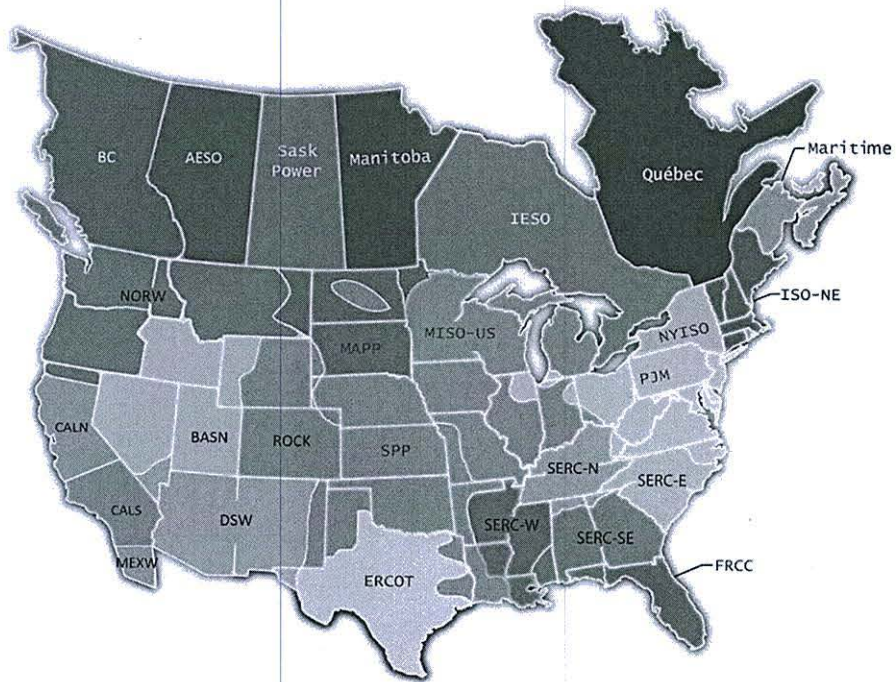 BC
AESO
Sask
Power
Manitoba
Québec
Maritime
IESO
NORW
MISO-US
MAPP
ISO-NE
NYISO
PJM
CALN
BASN
ROCK
SPP
SERC-N
SERC-E
CALS
DSW
SERC-W
SERC-SE
MEXW
ERCOT
FRCC